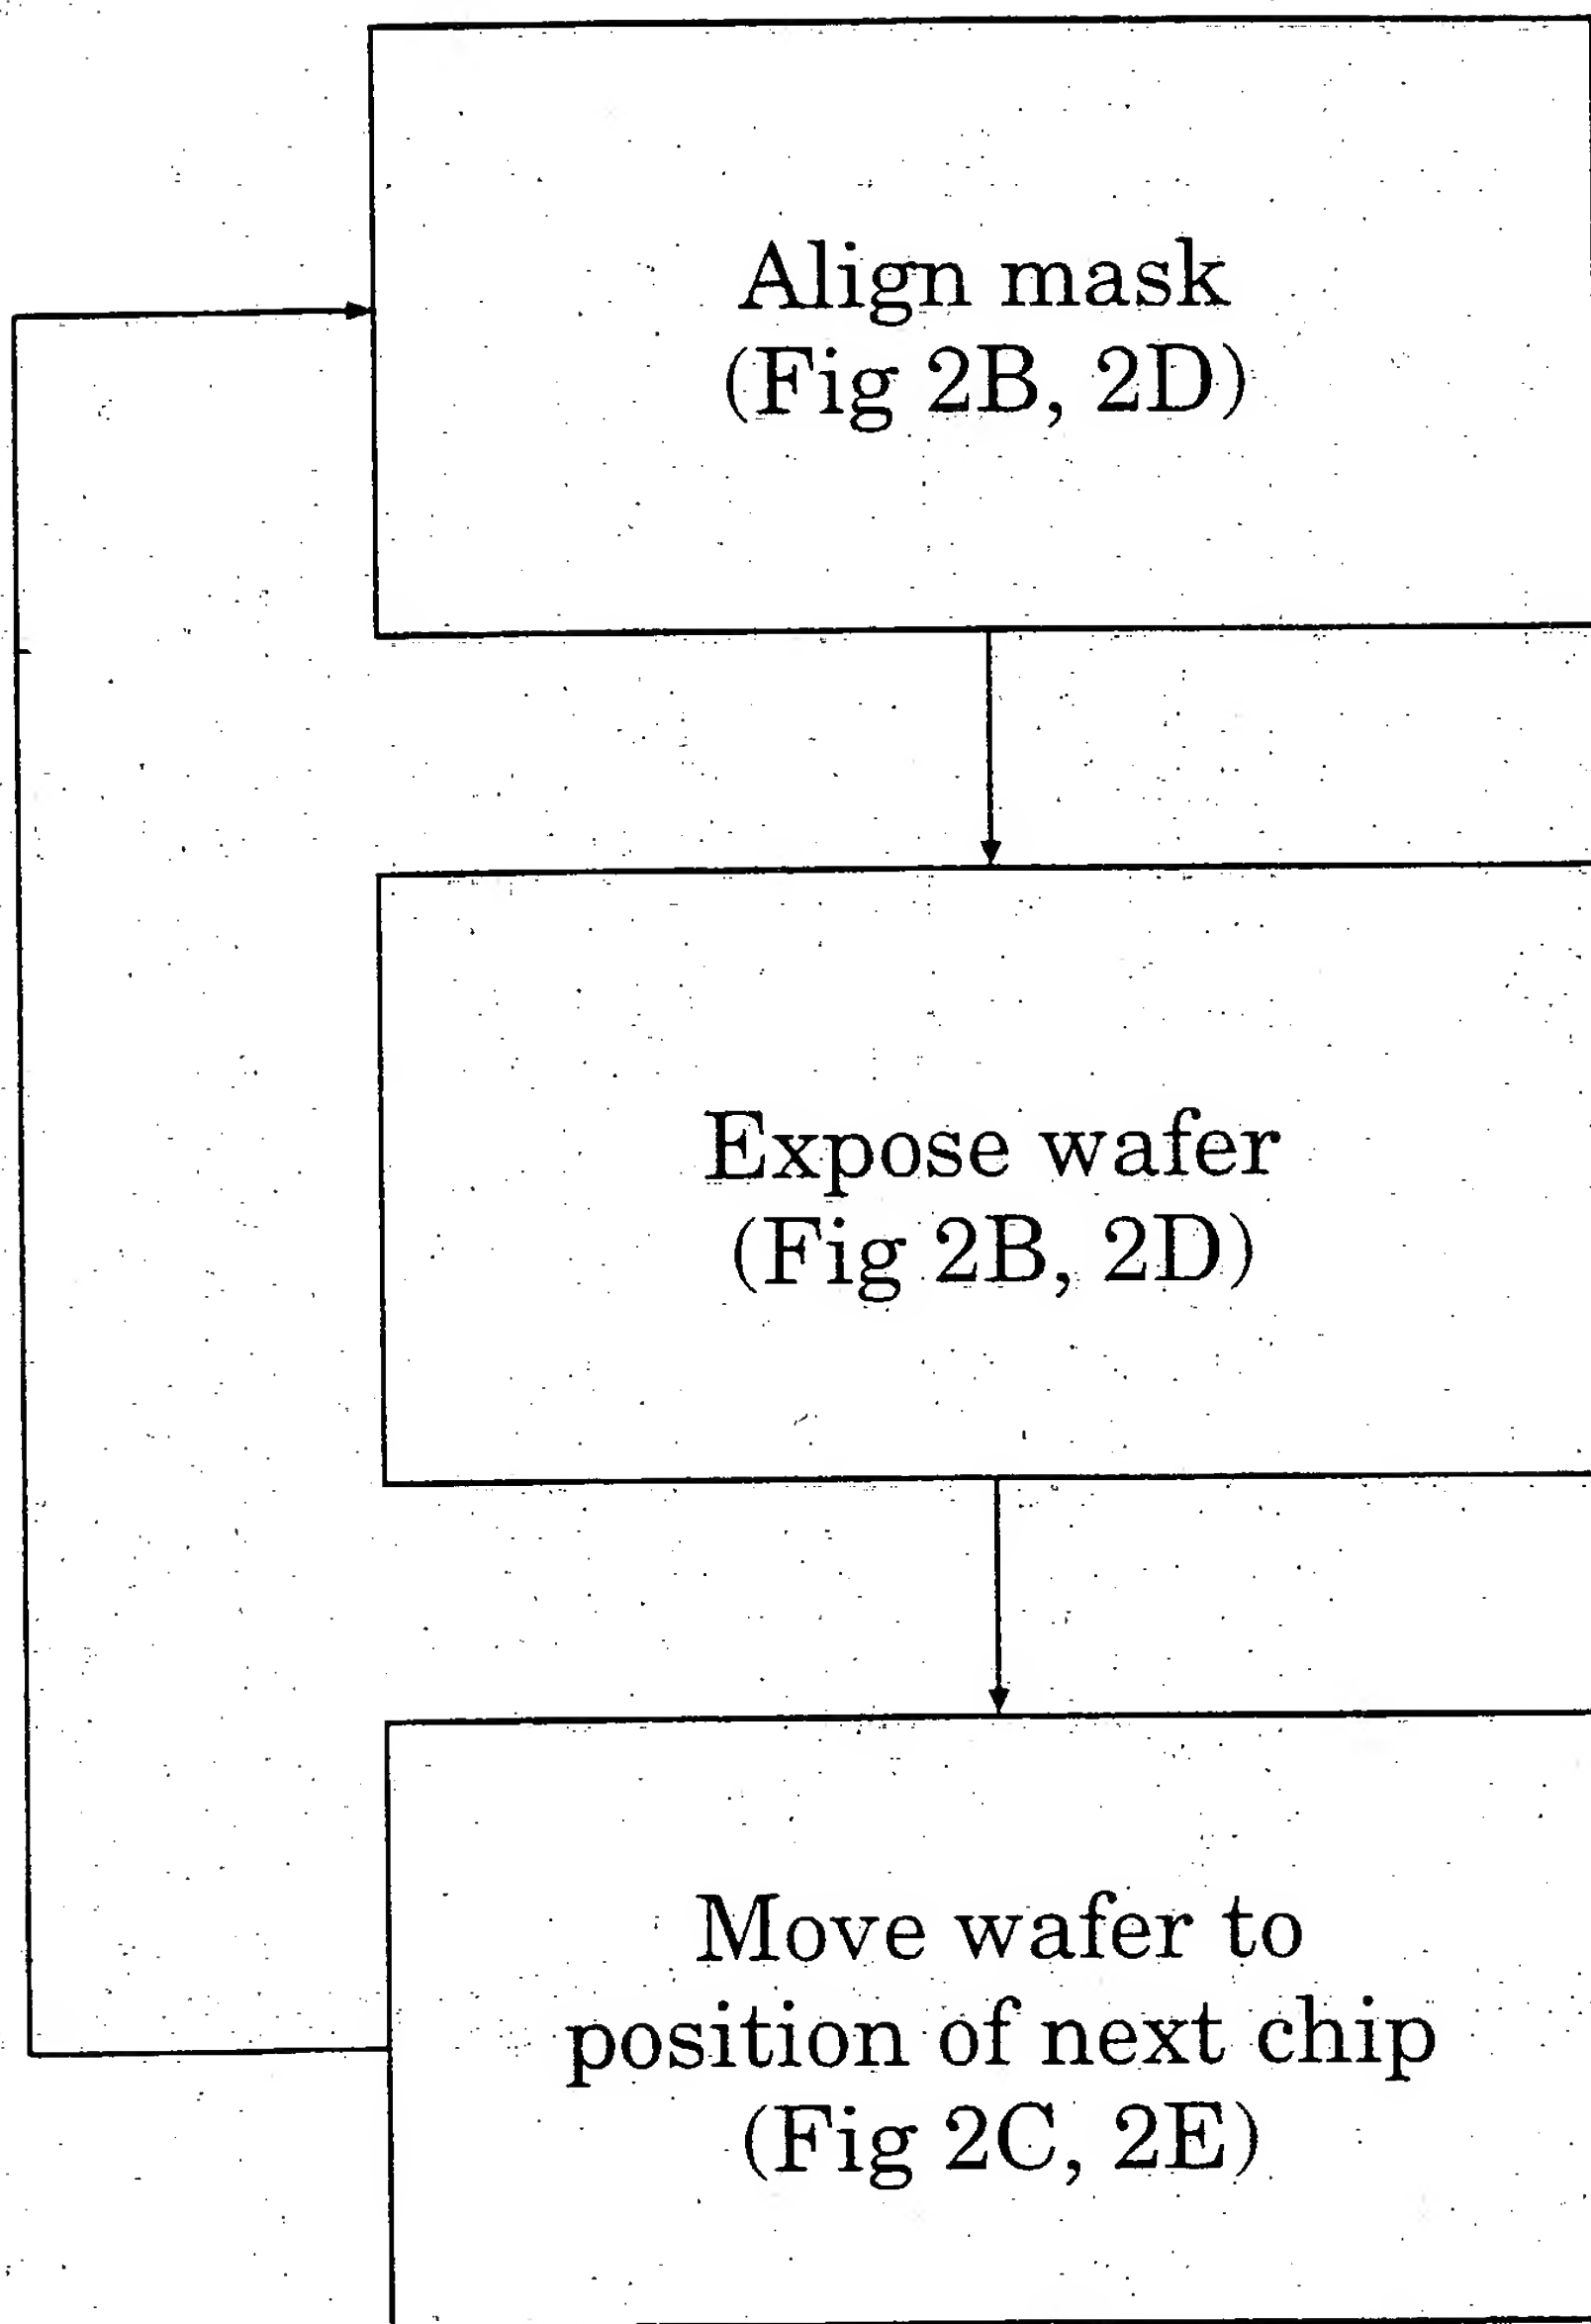 Align mask
(Fig 2B, 2D)
Expose wafer
(Fig 2B, 2D)
Move wafer to
position of next chip
(Fig 2C, 2E)